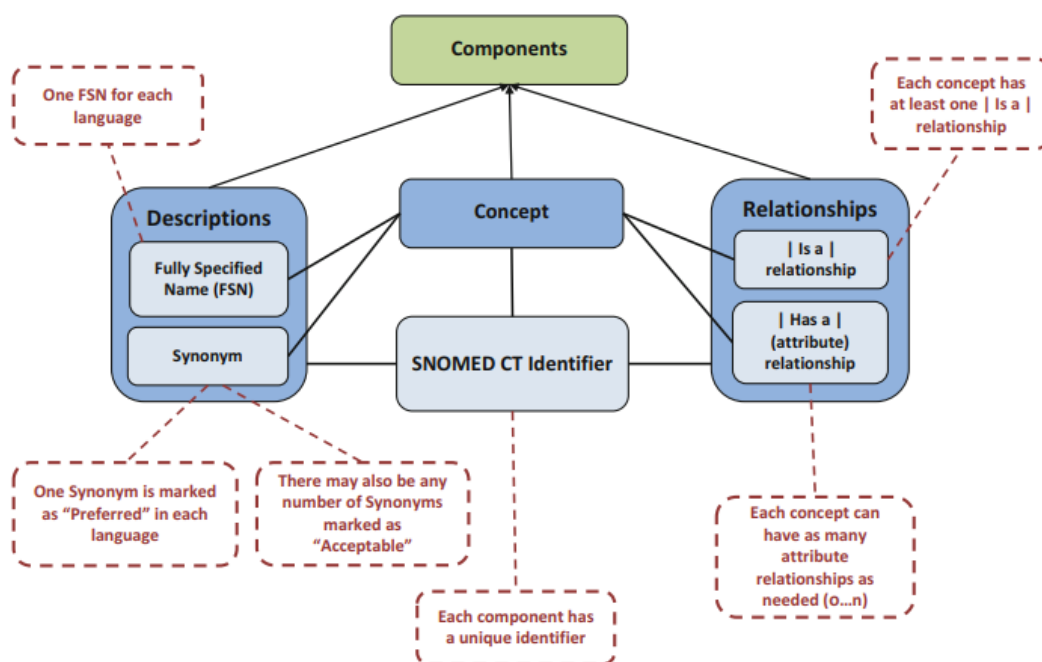 Components
One FSN for each
language
Each concept has
at least one | Is a |
relationship
Descriptions
Fully Specified
Name (FSN)
Synonym
Concept
SNOMED CT Identifier
Relationships
| Is a |
relationship
| Has a |
(attribute)
relationship
One Synonym is marked
as “Preferred” in each
language
There may also be any
number of Synonyms
marked as
“Acceptable”
Each component has
a unique identifier
Each concept can
have as many
attribute
relationships as
needed (0…n)